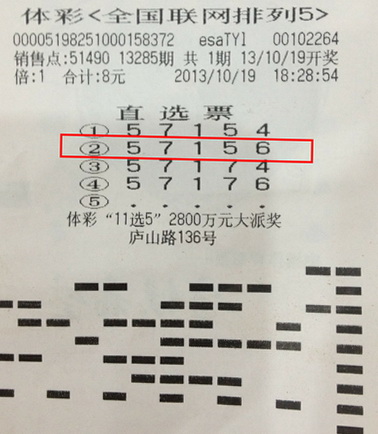 体彩<全国联网排列5>
00005198251000158372 esaTYl 00102264
销售点:51490 13285期 共 1期 13/10/19开奖
倍:1 合计:8元 2013/10/19 18:28:54
直选票
① 5 7 1 5 4
② 5 7 1 5 6
③ 5 7 1 7 4
④ 5 7 1 7 6
⑤ . . . . .
体彩“11选5”2800万元大派奖
庐山路136号